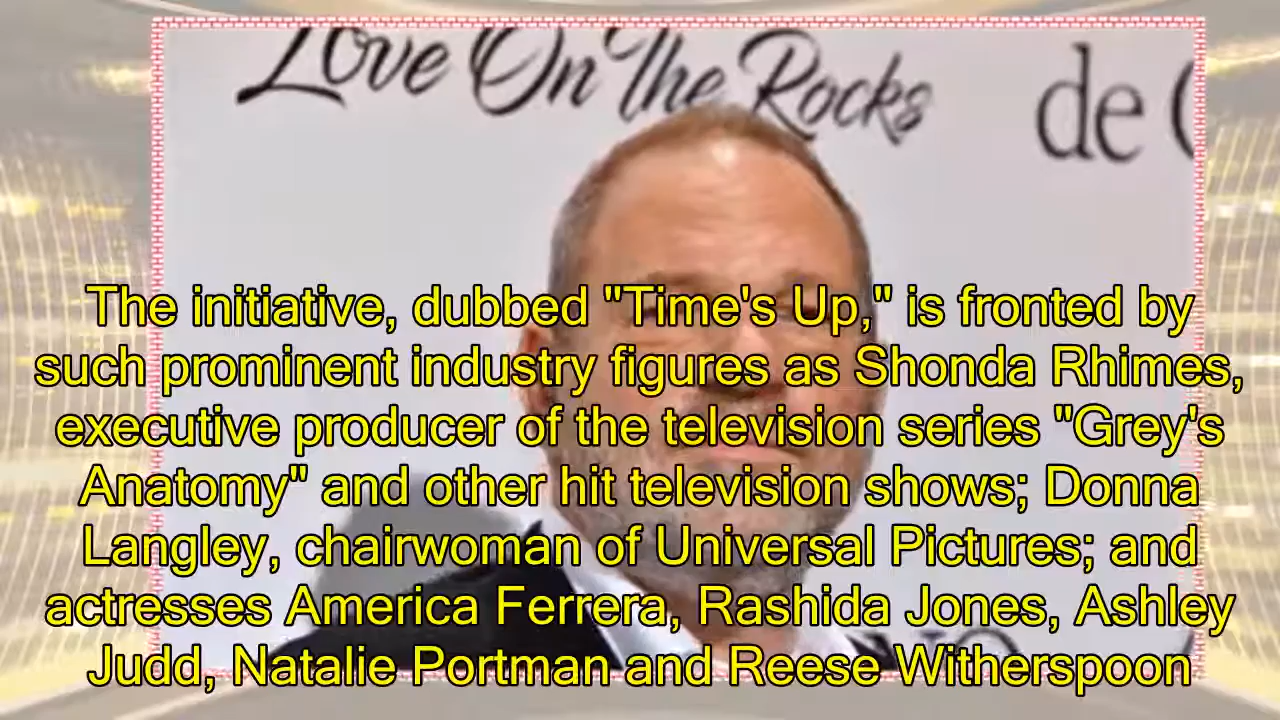 Love On The Rocks
de
The initiative, dubbed "Time's Up," is fronted by
such prominent industry figures as Shonda Rhimes,
executive producer of the television series "Grey's
Anatomy" and other hit television shows; Donna
Langley, chairwoman of Universal Pictures; and
actresses America Ferrera, Rashida Jones, Ashley
Judd, Natalie Portman and Reese Witherspoon